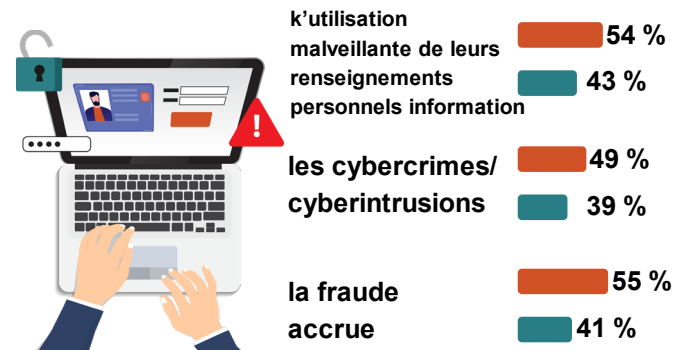 k’utilisation
malveillante de leurs
renseignements
personnels information
54 %
43 %
les cybercrimes/
cyberintrusions
49 %
39 %
la fraude
accrue
55 %
41 %
!